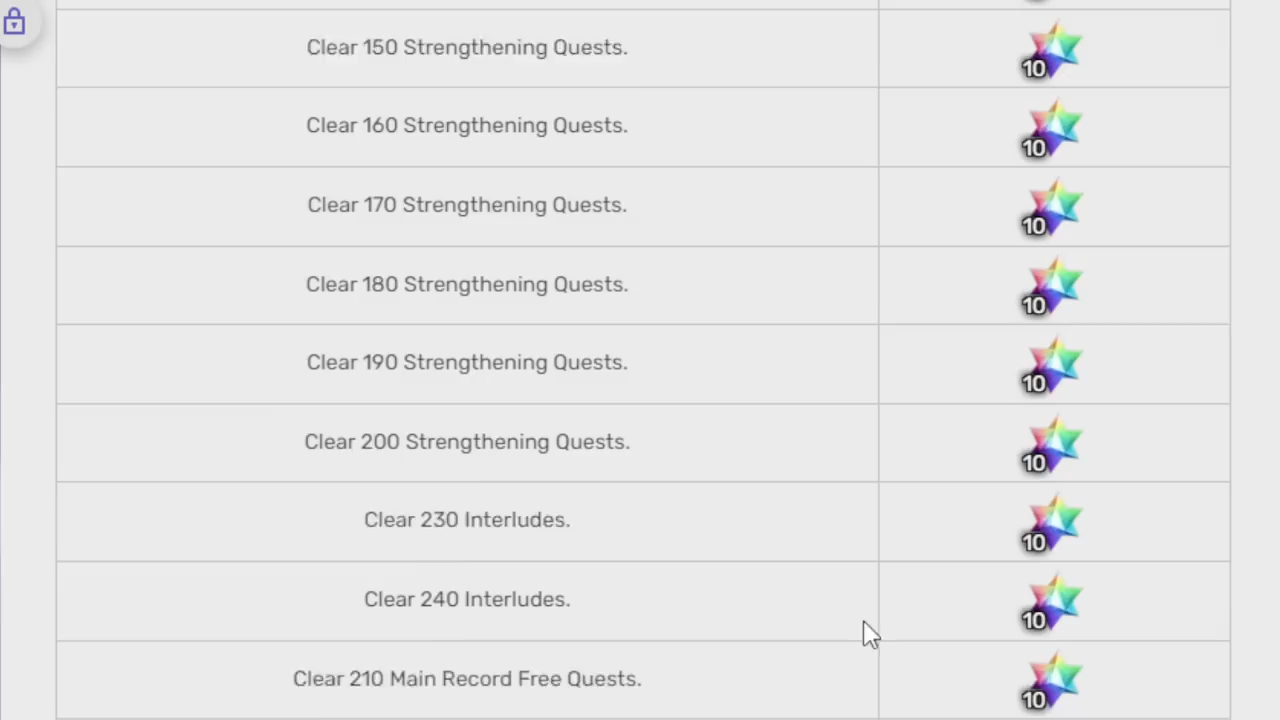 Clear 150 Strengthening Quests.
10
Clear 160 Strengthening Quests.
10
Clear 170 Strengthening Quests.
10
Clear 180 Strengthening Quests.
10
Clear 190 Strengthening Quests.
10
Clear 200 Strengthening Quests.
10
Clear 230 Interludes.
10
Clear 240 Interludes.
10
Clear 210 Main Record Free Quests.
10